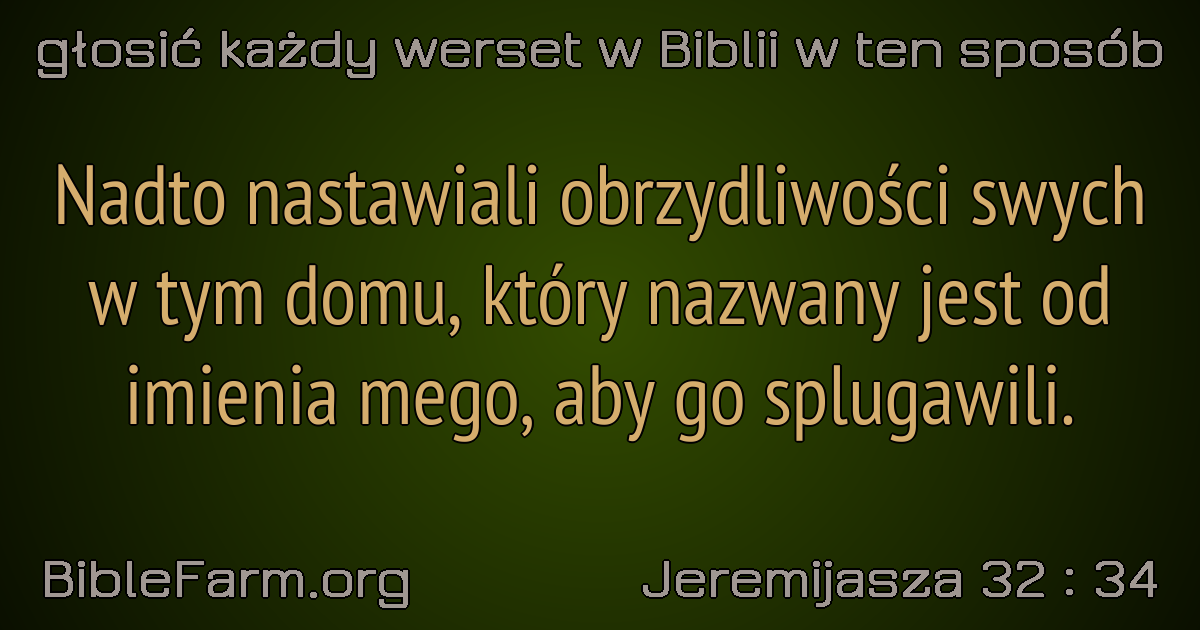 głosić każdy werset w Biblii w ten sposób
Nadto nastawiali obrzydliwości swych
w tym domu, który nazwany jest od
imienia mego, aby go splugawili.
BibleFarm.org
Jeremijasza 32 : 34